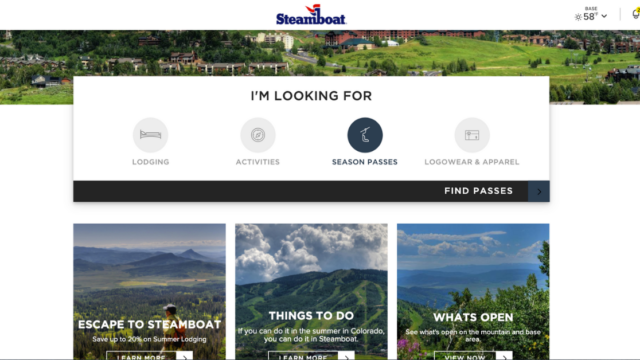 Steamboat
BASE
58°F
I'M LOOKING FOR
LODGING
ACTIVITIES
SEASON PASSES
LOGOWEAR & APPAREL
FIND PASSES
ESCAPE TO STEAMBOAT
Save up to 20% on Summer Lodging
LEARN MORE
THINGS TO DO
If you can do it in the summer in Colorado,
you can do it in Steamboat.
LEARN MORE
WHATS OPEN
See what's open on the mountain and base
area.
VIEW NOW